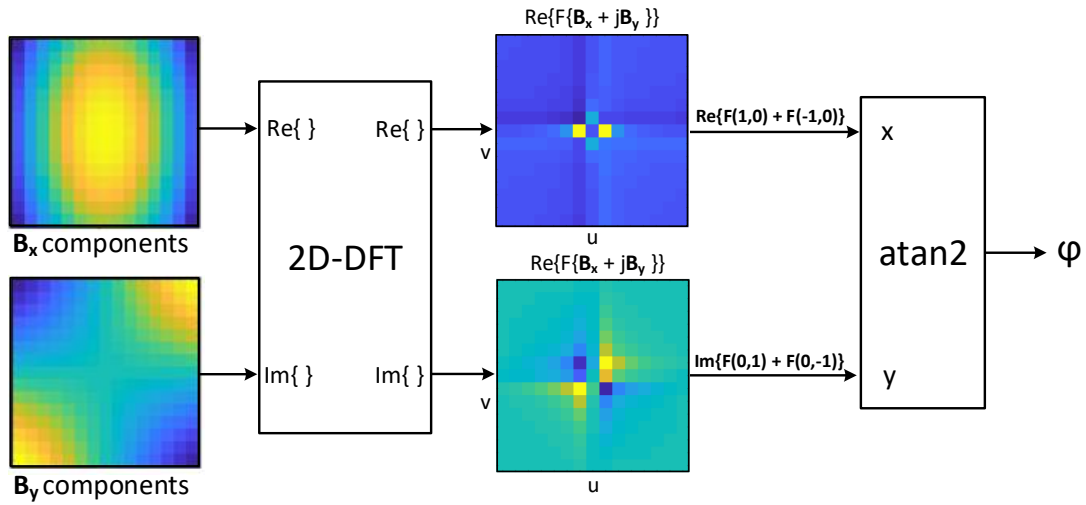 Re{F{Bx + jBy }}
Re{ }
Re{ }
v
Re{F(1,0) + F(-1,0)}
x
Bx components
2D-DFT
u
Re{F{Bx + jBy }}
atan2
φ
Im{ }
Im{ }
v
Im{F(0,1) + F(0,-1)}
y
By components
u